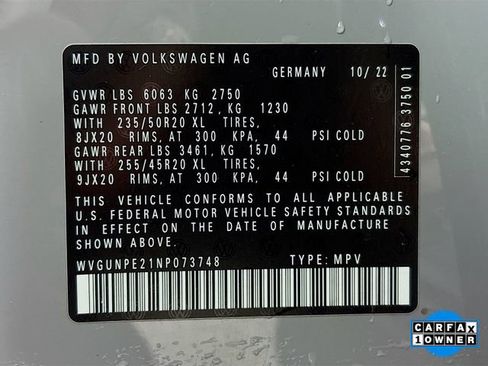 MFD BY VOLKSWAGEN AG
GERMANY 10/22
GVWR LBS 6063 KG 2750
GAWR FRONT LBS 2712, KG 1230
WITH 235/50R20 XL TIRES,
8JX20 RIMS, AT 300 KPA, 44 PSI COLD
GAWR REAR LBS 3461, KG 1570
WITH 255/45R20 XL TIRES,
9JX20 RIMS, AT 300 KPA, 44 PSI COLD
THIS VEHICLE CONFORMS TO ALL APPLICABLE
U.S. FEDERAL MOTOR VEHICLE SAFETY STANDARDS
IN EFFECT ON THE DATE OF MANUFACTURE
SHOWN ABOVE.
WVGUNPE21NP073748 TYPE: MPV
4340776 3750 01
CARFAX
1 OWNER